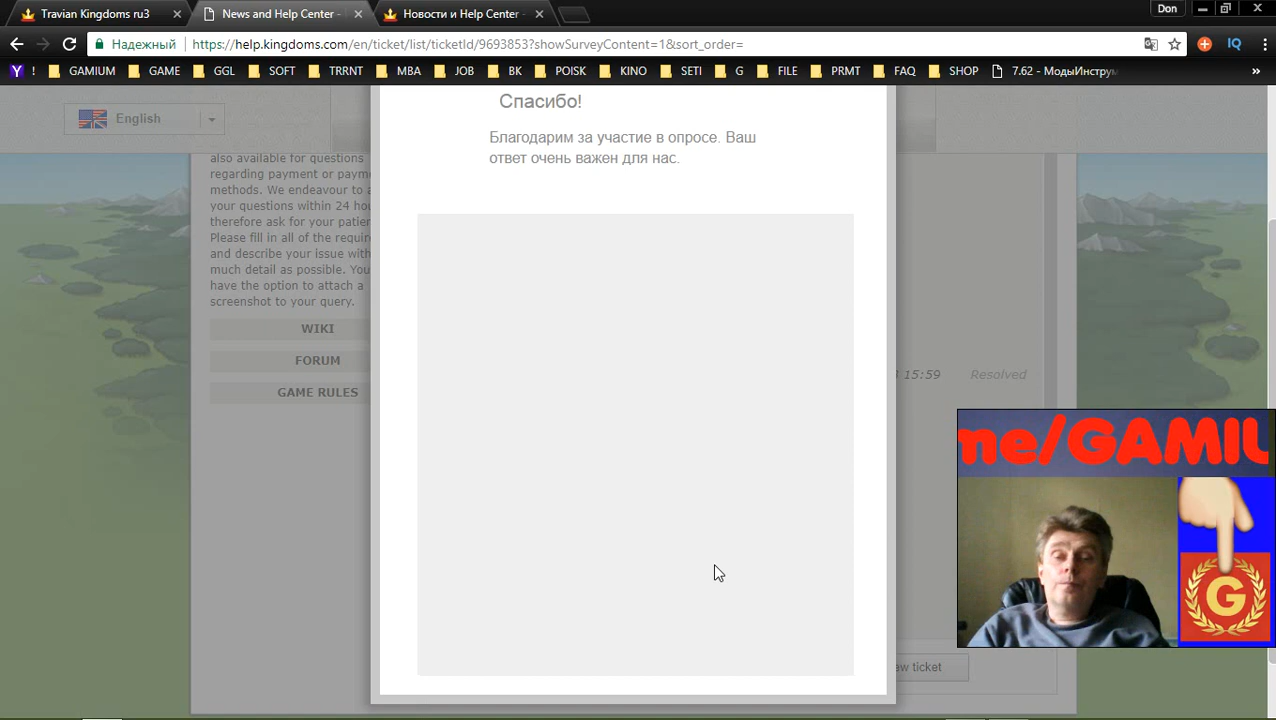 Travian Kingdoms ru3
News and Help Center -
Новости и Help Center -
Don
Надежный
https://help.kingdoms.com/en/ticket/list/ticketId/9693853?showSurveyContent=1&sort_order=
IQ
Y !
GAMIUM
GAME
GGL
SOFT
TRRNT
MBA
JOB
BK
POISK
KINO
SETI
G
FILE
PRMT
FAQ
SHOP
7.62 - МодыИнструм
»
English
Спасибо!
Благодарим за участие в опросе. Ваш
ответ очень важен для нас.
also available for questions
regarding payment or paym
methods. We endeavour to a
your questions within 24 hou
therefore ask for your patien
Please fill in all of the requir
and describe your issue with
much detail as possible. You
have the option to attach a
screenshot to your query.
WIKI
FORUM
GAME RULES
15:59
Resolved
me/GAMIU
G
ew ticket